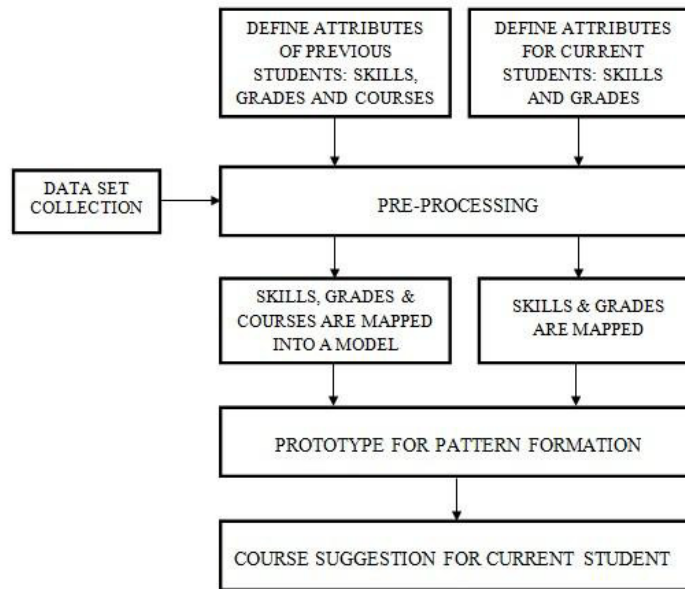 DEFINE ATTRIBUTES
OF PREVIOUS
STUDENTS: SKILLS,
GRADES AND COURSES
DEFINE ATTRIBUTES
FOR CURRENT
STUDENTS: SKILLS
AND GRADES
DATA SET
COLLECTION
PRE-PROCESSING
SKILLS, GRADES &
COURSES ARE MAPPED
INTO A MODEL
SKILLS & GRADES
ARE MAPPED
PROTOTYPE FOR PATTERN FORMATION
COURSE SUGGESTION FOR CURRENT STUDENT